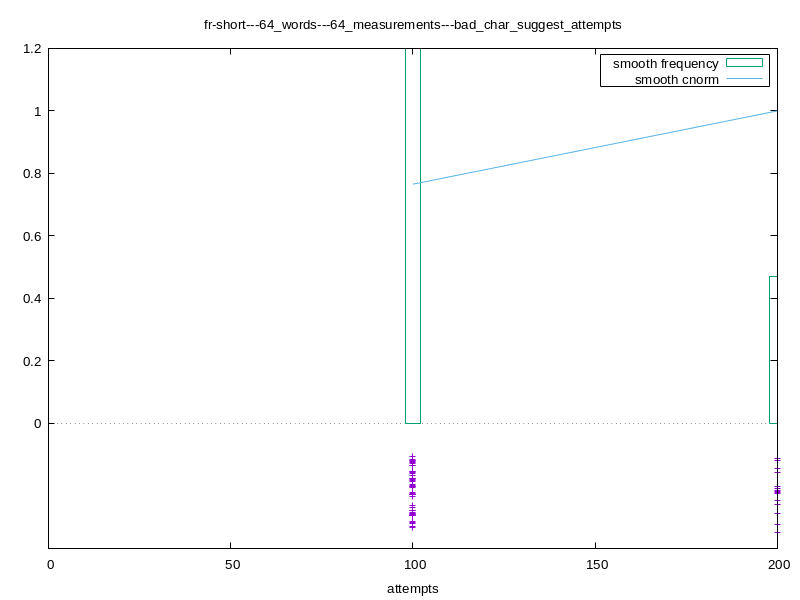 fr-short---64_words---64_measurements---bad_char_suggest_attempts
smooth frequency
smooth cnorm
1.2
1
0.8
0.6
0.4
0.2
0
0 50 100 150 200
attempts